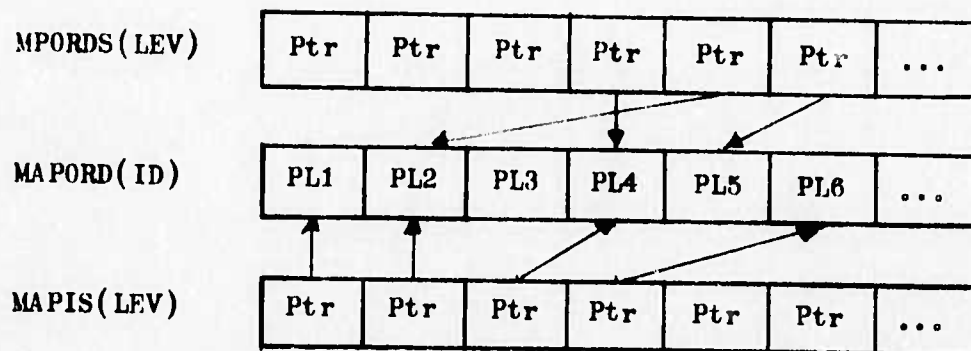 MPORDS(LEV) Ptr Ptr Ptr Ptr Ptr Ptr ...
MAPORD(ID) PL1 PL2 PL3 PL4 PL5 PL6 ...
MAPIS(LEV) Ptr Ptr Ptr Ptr Ptr Ptr ...